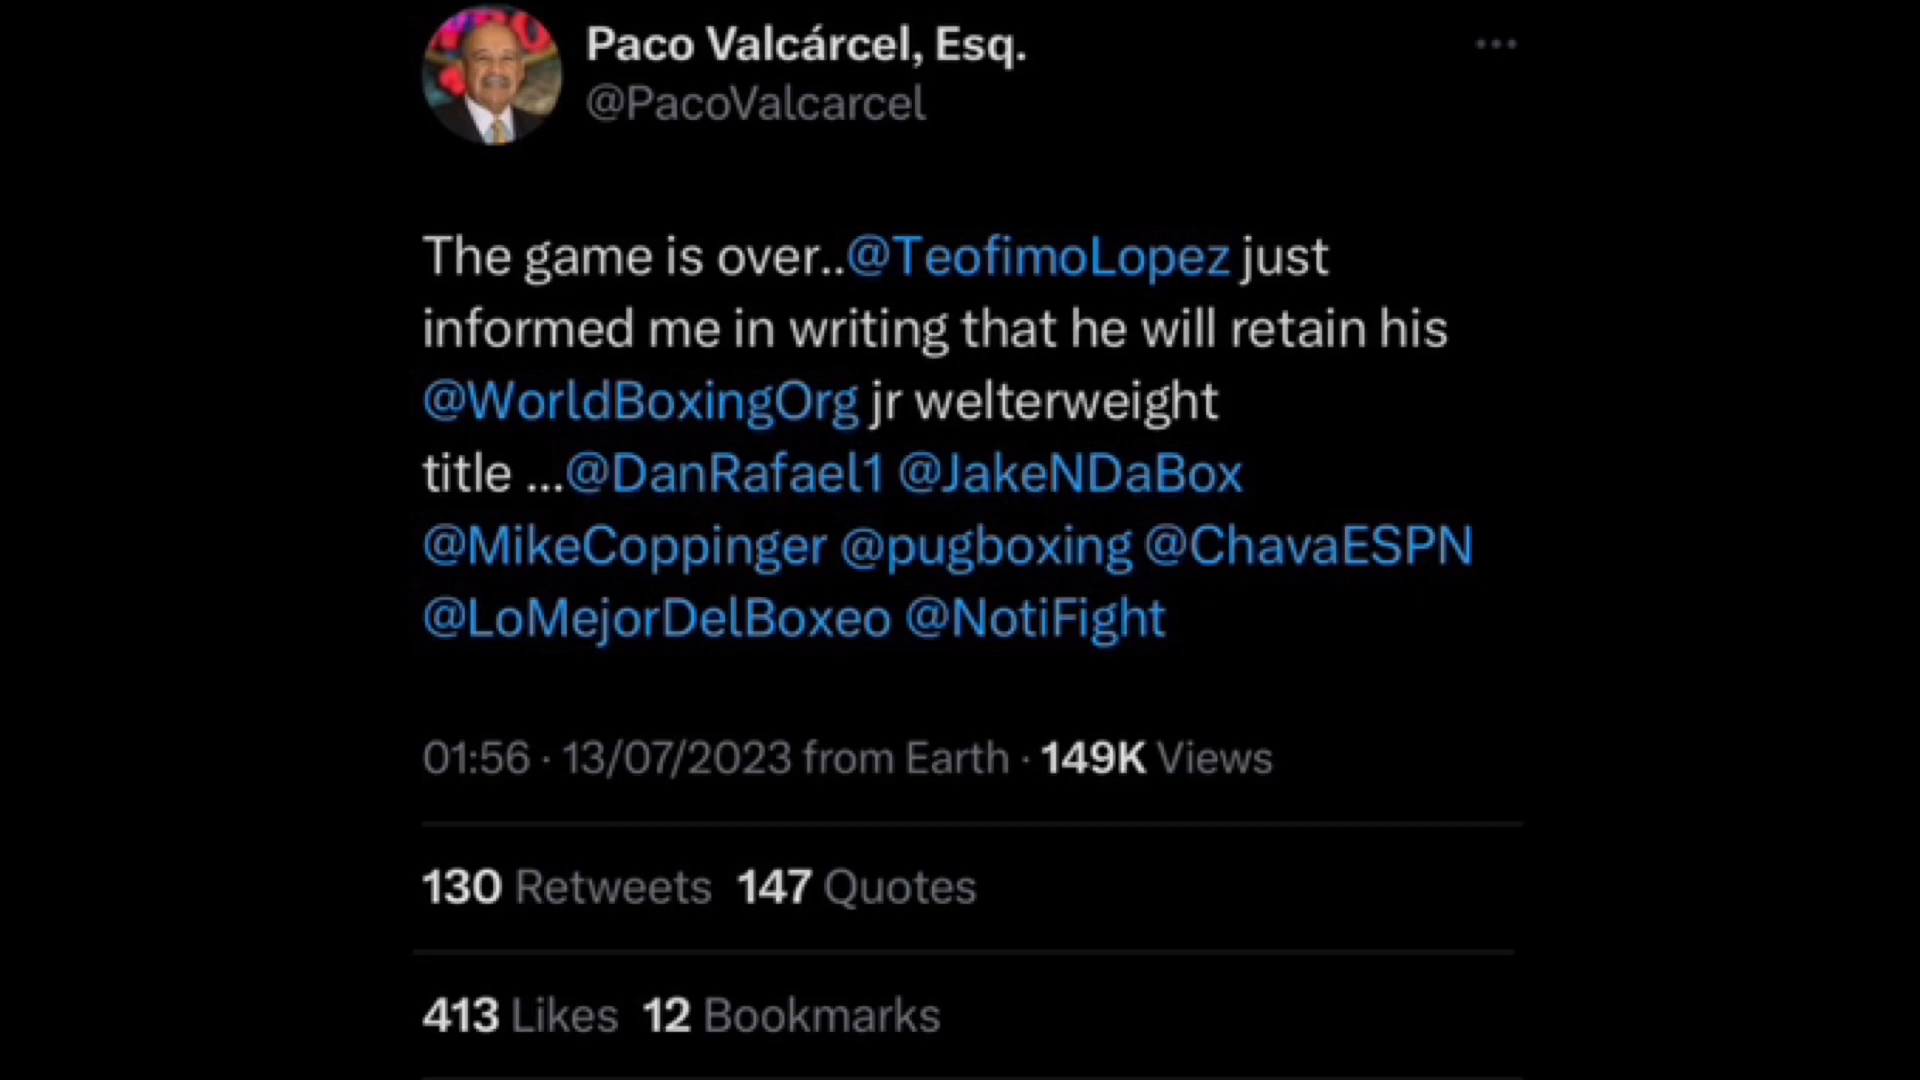 Paco Valcárcel, Esq.
@PacoValcarcel
The game is over..@TeofimoLopez just
informed me in writing that he will retain his
@WorldBoxingOrg jr welterweight
title ...@DanRafael1 @JakeNDaBox
@MikeCoppinger @pugboxing @ChavaESPN
@LoMejorDelBoxeo @NotiFight
01:56 · 13/07/2023 from Earth · 149K Views
130 Retweets 147 Quotes
413 Likes 12 Bookmarks